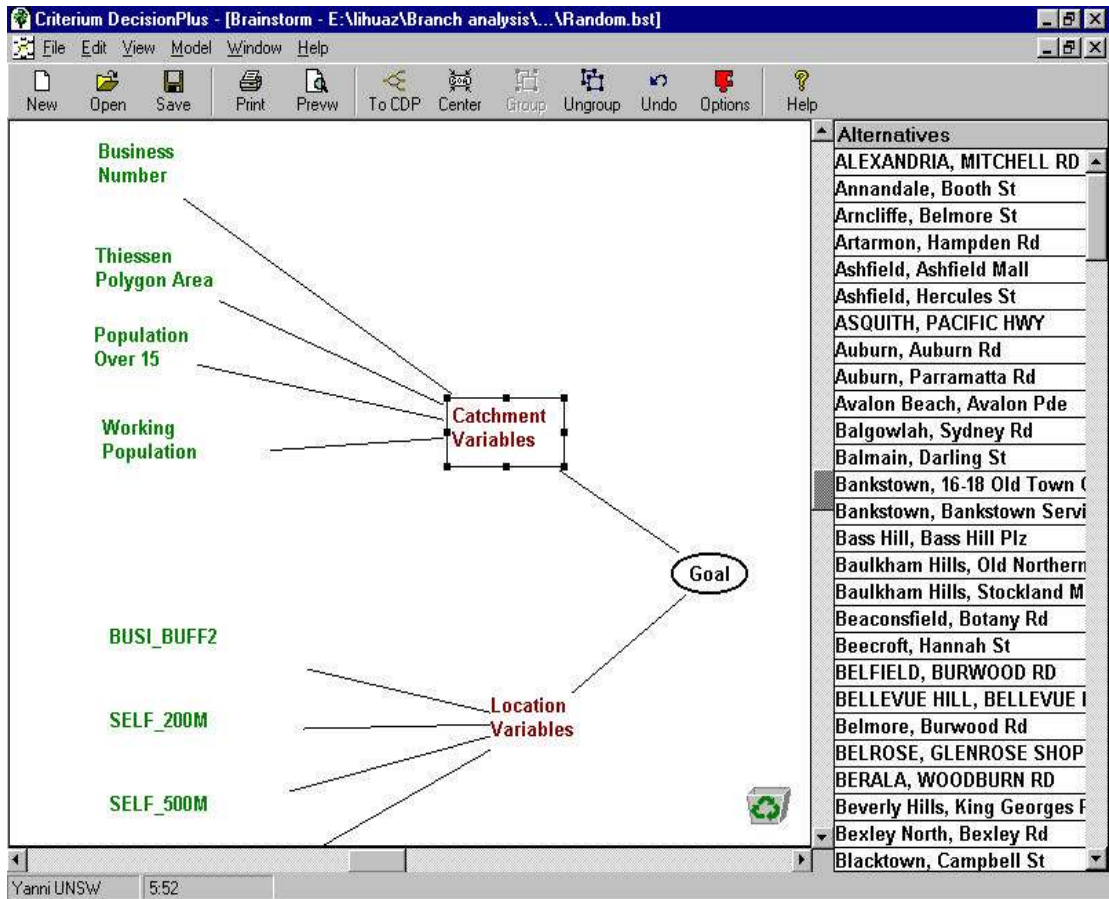 Criterium DecisionPlus - [Brainstorm - E:\lihuaz\Branch analysis\...\Random.bst]
File Edit View Model Window Help
New Open Save Print Prevw To CDP Center Group Ungroup Undo Options Help
Business
Number
Thiessen
Polygon Area
Population
Over 15
Working
Population
Catchment
Variables
Goal
BUSI_BUFF2
SELF_200M
SELF_500M
Location
Variables
Alternatives
ALEXANDRIA, MITCHELL RD
Annandale, Booth St
Arncliffe, Belmore St
Artarmon, Hampden Rd
Ashfield, Ashfield Mall
Ashfield, Hercules St
ASQUITH, PACIFIC HWY
Auburn, Auburn Rd
Auburn, Parramatta Rd
Avalon Beach, Avalon Pde
Balgowlah, Sydney Rd
Balmain, Darling St
Bankstown, 16-18 Old Town
Bankstown, Bankstown Servi
Bass Hill, Bass Hill Plz
Baulkham Hills, Old Northern
Baulkham Hills, Stockland M
Beaconsfield, Botany Rd
Beecroft, Hannah St
BELFIELD, BURWOOD RD
BELLEVUE HILL, BELLEVUE
Belmore, Burwood Rd
BELROSE, GLENROSE SHOP
BERALA, WOODBURN RD
Beverly Hills, King Georges
Bexley North, Bexley Rd
Blacktown, Campbell St
Yanni UNSW 5:52